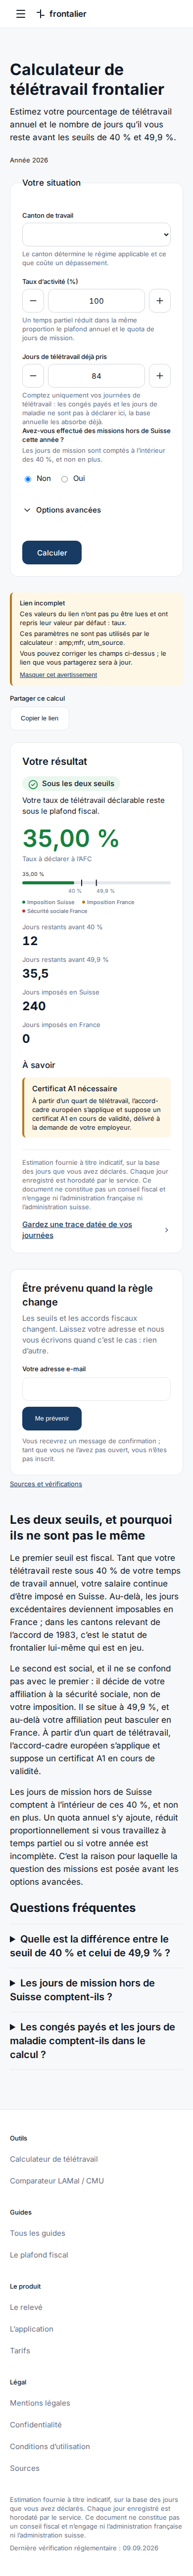 frontalier
Calculateur de
télétravail frontalier
Estimez votre pourcentage de télétravail
annuel et le nombre de jours qu’il vous
reste avant les seuils de 40 % et 49,9 %.
Année 2026
Votre situation
Canton de travail
Le canton détermine le régime applicable et ce
que coûte un dépassement.
Taux d’activité (%)
100
Un temps partiel réduit dans la même
proportion le plafond annuel et le quota de
jours de mission.
Jours de télétravail déjà pris
84
Comptez uniquement vos journées de
télétravail : les congés payés et les jours de
maladie ne sont pas à déclarer ici, la base
annuelle les absorbe déjà.
Avez-vous effectué des missions hors de Suisse
cette année ?
Les jours de mission sont comptés à l’intérieur
des 40 %, et non en plus.
Non
Oui
Options avancées
Calculer
Lien incomplet
Ces valeurs du lien n’ont pas pu être lues et ont
repris leur valeur par défaut : taux.
Ces paramètres ne sont pas utilisés par le
calculateur : amp;mfr, utm_source.
Vous pouvez corriger les champs ci-dessus ; le
lien que vous partagerez sera à jour.
Masquer cet avertissement
Partager ce calcul
Copier le lien
Votre résultat
Sous les deux seuils
Votre taux de télétravail déclarable reste
sous le plafond fiscal.
35,00 %
Taux à déclarer à l’AFC
35,00 %
40 %
49,9 %
Imposition Suisse
Imposition France
Sécurité sociale France
Jours restants avant 40 %
12
Jours restants avant 49,9 %
35,5
Jours imposés en Suisse
240
Jours imposés en France
0
À savoir
Certificat A1 nécessaire
À partir d’un quart de télétravail, l’accord-
cadre européen s’applique et suppose un
certificat A1 en cours de validité, délivré à
la demande de votre employeur.
Estimation fournie à titre indicatif, sur la base
des jours que vous avez déclarés. Chaque jour
enregistré est horodaté par le service. Ce
document ne constitue pas un conseil fiscal et
n’engage ni l’administration française ni
l’administration suisse.
Gardez une trace datée de vos
journées
Être prévenu quand la règle
change
Les seuils et les accords fiscaux
changent. Laissez votre adresse et nous
vous écrivons quand c’est le cas : rien
d’autre.
Votre adresse e-mail
Me prévenir
Vous recevrez un message de confirmation ;
tant que vous ne l’avez pas ouvert, vous n’êtes
pas inscrit.
Sources et vérifications
Les deux seuils, et pourquoi
ils ne sont pas le même
Le premier seuil est fiscal. Tant que votre
télétravail reste sous 40 % de votre temps
de travail annuel, votre salaire continue
d’être imposé en Suisse. Au-delà, les jours
excédentaires deviennent imposables en
France ; dans les cantons relevant de
l’accord de 1983, c’est le statut de
frontalier lui-même qui est en jeu.
Le second est social, et il ne se confond
pas avec le premier : il décide de votre
affiliation à la sécurité sociale, non de
votre imposition. Il se situe à 49,9 %, et
au-delà votre affiliation peut basculer en
France. À partir d’un quart de télétravail,
l’accord-cadre européen s’applique et
suppose un certificat A1 en cours de
validité.
Les jours de mission hors de Suisse
comptent à l’intérieur de ces 40 %, et non
en plus. Un quota annuel s’y ajoute, réduit
proportionnellement si vous travaillez à
temps partiel ou si votre année est
incomplète. C’est la raison pour laquelle la
question des missions est posée avant les
options avancées.
Questions fréquentes
Quelle est la différence entre le
seuil de 40 % et celui de 49,9 % ?
Les jours de mission hors de
Suisse comptent-ils ?
Les congés payés et les jours de
maladie comptent-ils dans le
calcul ?
Outils
Calculateur de télétravail
Comparateur LAMal / CMU
Guides
Tous les guides
Le plafond fiscal
Le produit
Le relevé
L’application
Tarifs
Légal
Mentions légales
Confidentialité
Conditions d’utilisation
Sources
Estimation fournie à titre indicatif, sur la base des jours
que vous avez déclarés. Chaque jour enregistré est
horodaté par le service. Ce document ne constitue pas
un conseil fiscal et n’engage ni l’administration française
ni l’administration suisse.
Dernière vérification réglementaire : 09.09.2026